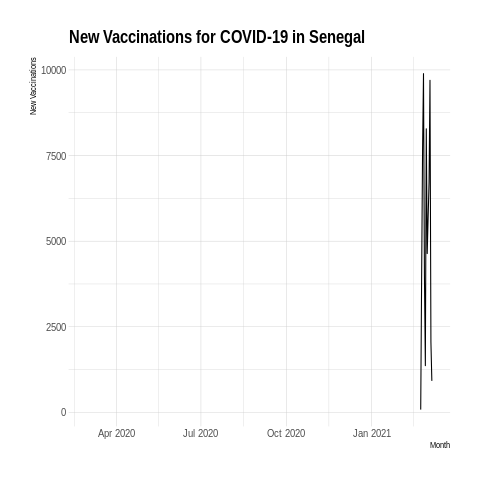 New Vaccinations for COVID-19 in Senegal
New Vaccinations
10000
7500
5000
2500
0
Apr 2020 Jul 2020 Oct 2020 Jan 2021
Month